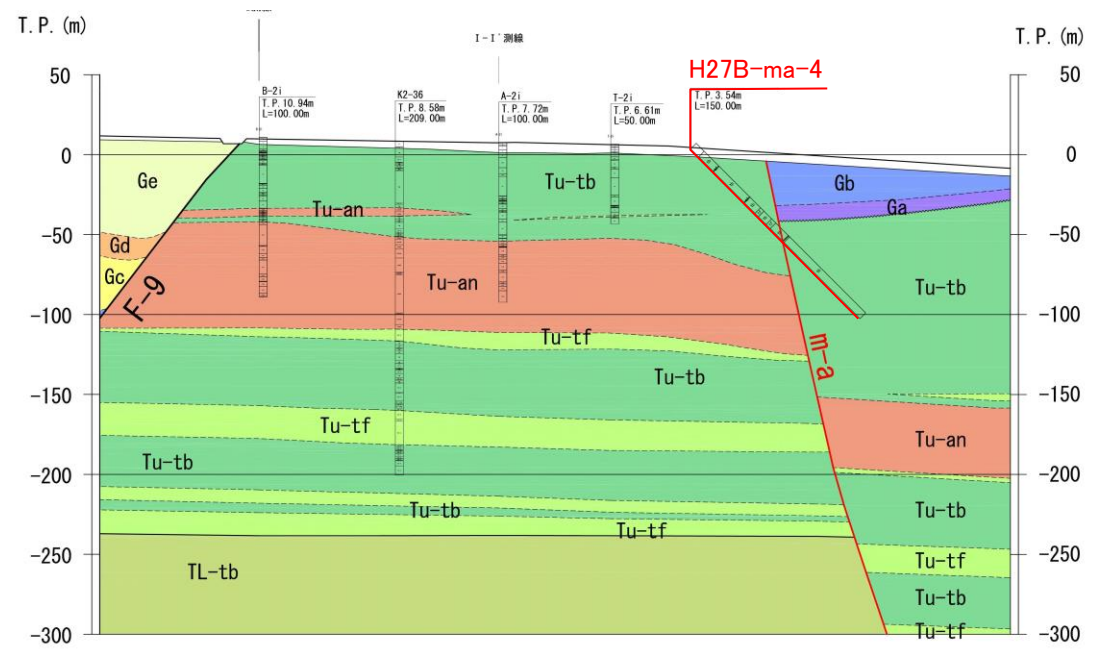 T.P.(m)
I-I'測線
T.P.(m)
H27B-ma-4
50
50
B-2i
T.P.10.94m
L=100.00m
K2-36
T.P.8.58m
L=209.00m
A-2i
T.P.7.72m
L=100.00m
T-2i
T.P.6.61m
L=50.00m
T.P.3.54m
L=150.00m
0
0
Ge
Tu-tb
Gb
Tu-an
Ga
-50
-50
Gd
Gc
F-9
Tu-an
Tu-tb
-100
-100
Tu-tf
m-a
Tu-tb
-150
-150
Tu-tf
Tu-an
Tu-tb
-200
-200
Tu-tb
Tu-tb
Tu-tf
-250
-250
Tu-tf
TL-tb
Tu-tb
-300
Tu-tf
-300